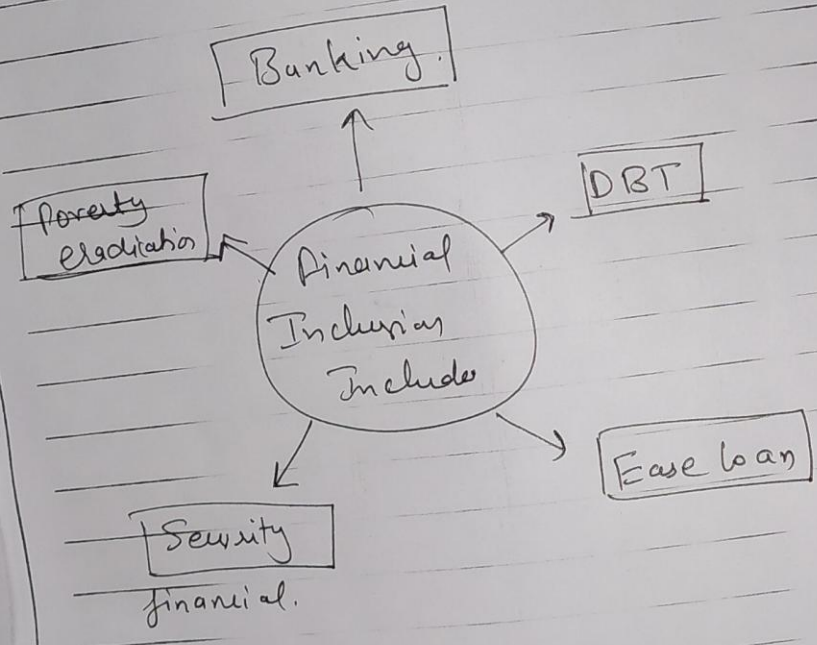 Banking.
DBT
Poverty
eradication
Financial
Inclusion
Include
Ease loan
Security
financial.